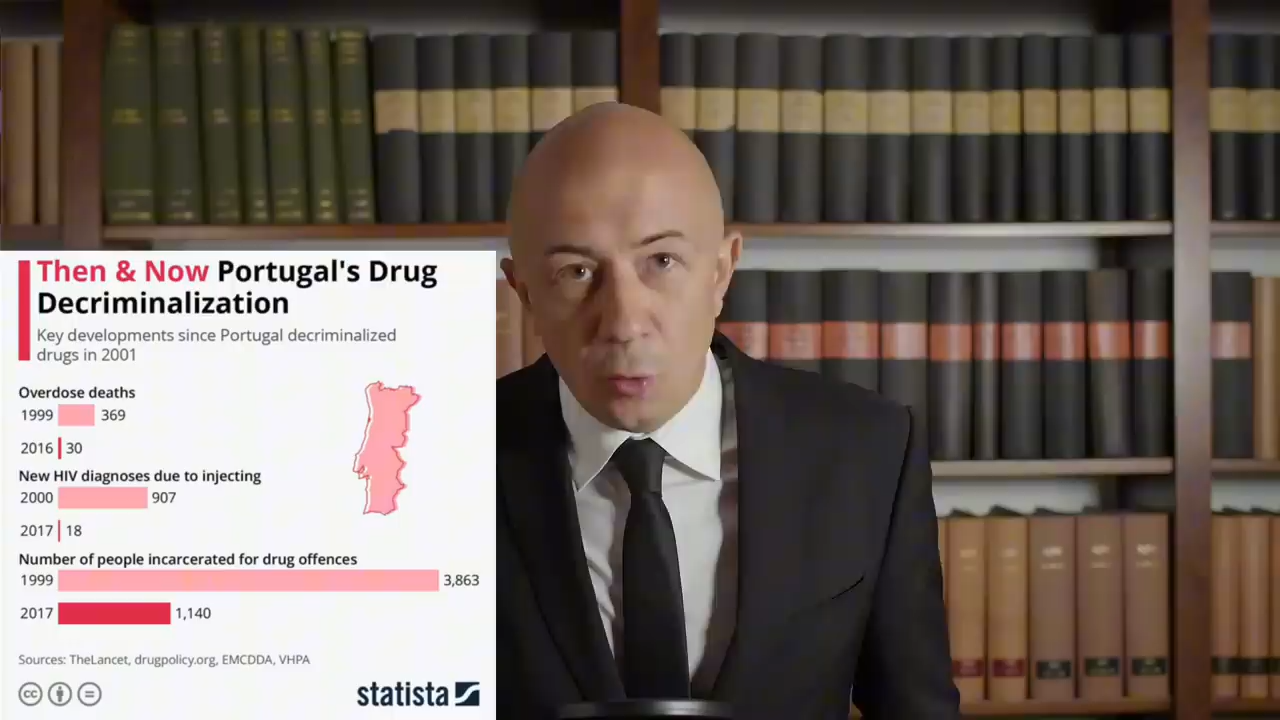 Then & Now Portugal's Drug
Decriminalization
Key developments since Portugal decriminalized
drugs in 2001
Overdose deaths
1999 369
2016 30
New HIV diagnoses due to injecting
2000 907
2017 18
Number of people incarcerated for drug offences
1999 3,863
2017 1,140
Sources: TheLancet, drugpolicy.org, EMCDDA, VHPA
cc
statista